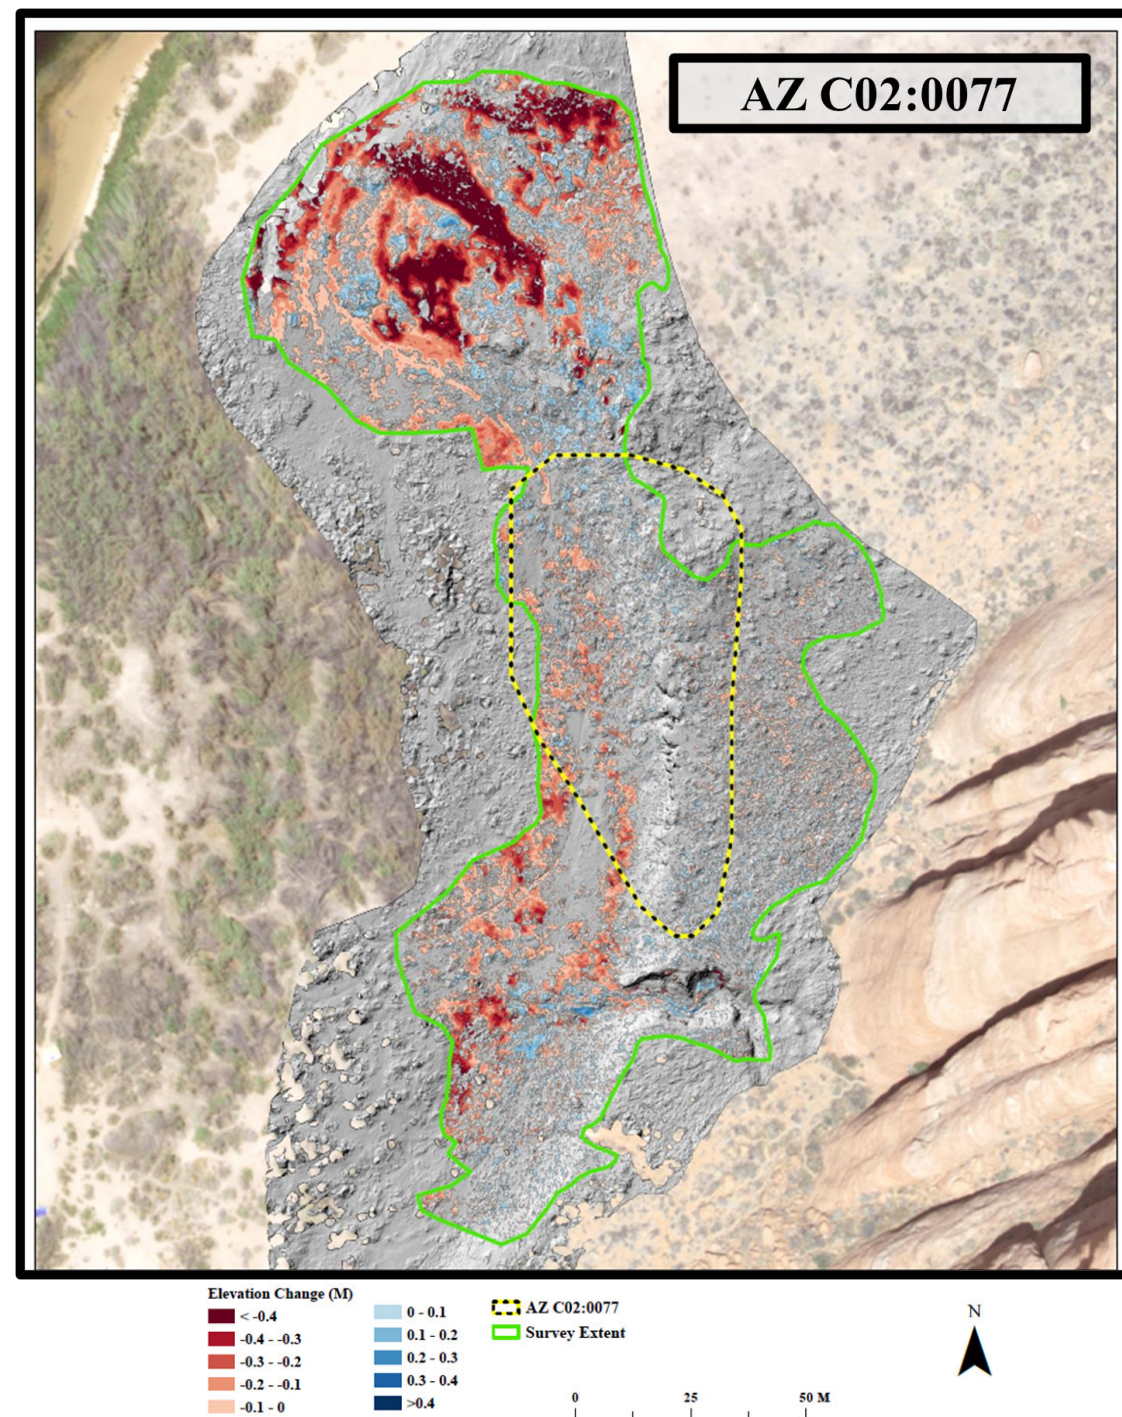 AZ C02:0077
Elevation Change (M)
< -0.4
-0.4 - -0.3
-0.3 - -0.2
-0.2 - -0.1
-0.1 - 0
0 - 0.1
0.1 - 0.2
0.2 - 0.3
0.3 - 0.4
>0.4
AZ C02:0077
Survey Extent
N
0 25 50 M